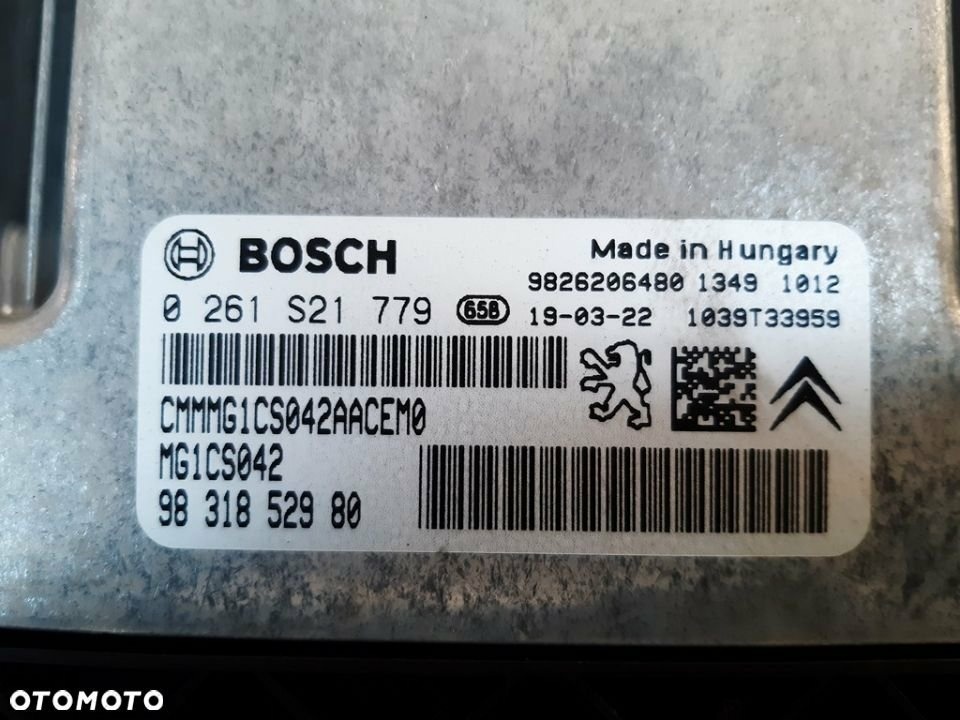 BOSCH
Made in Hungary
9826206480 1349 1012
0 261 S21 779 658 19-03-22 1039T33959
CMMMG1CS042AACEM0
MG1CS042
98 318 529 80
OTOMOTO